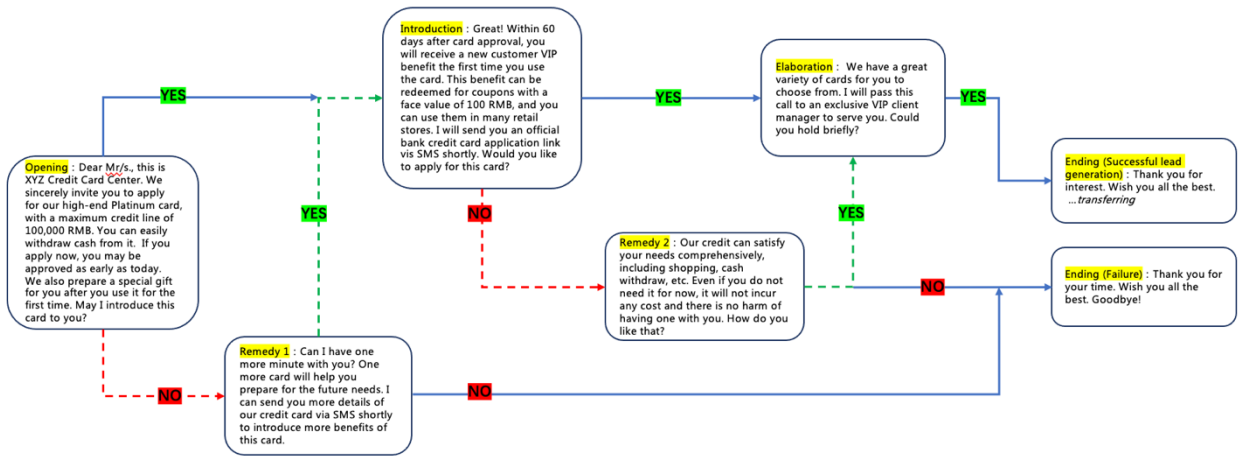 Opening : Dear Mr/s., this is
XYZ Credit Card Center. We
sincerely invite you to apply
for our high-end Platinum card,
with a maximum credit line of
100,000 RMB. You can easily
withdraw cash from it.  If you
apply now, you may be
approved as early as today.
We also prepare a special gift
for you after you use it for the
first time. May I introduce this
card to you?
YES
NO
Remedy 1 : Can I have one
more minute with you? One
more card will help you
prepare for the future needs. I
can send you more details of
our credit card via SMS shortly
to introduce more benefits of
this card.
YES
NO
Introduction : Great! Within 60
days after card approval, you
will receive a new customer VIP
benefit the first time you use
the card. This benefit can be
redeemed for coupons with a
face value of 100 RMB, and you
can use them in many retail
stores. I will send you an official
bank credit card application link
vis SMS shortly. Would you like
to apply for this card?
YES
NO
Remedy 2 : Our credit can satisfy
your needs comprehensively,
including shopping, cash
withdraw, etc. Even if you do not
need it for now, it will not incur
any cost and there is no harm of
having one with you. How do you
like that?
YES
NO
Elaboration :  We have a great
variety of cards for you to
choose from. I will pass this
call to an exclusive VIP client
manager to serve you. Could
you hold briefly?
YES
Ending (Successful lead
generation) : Thank you for
interest. Wish you all the best.
...transferring
Ending (Failure) : Thank you for
your time. Wish you all the
best. Goodbye!